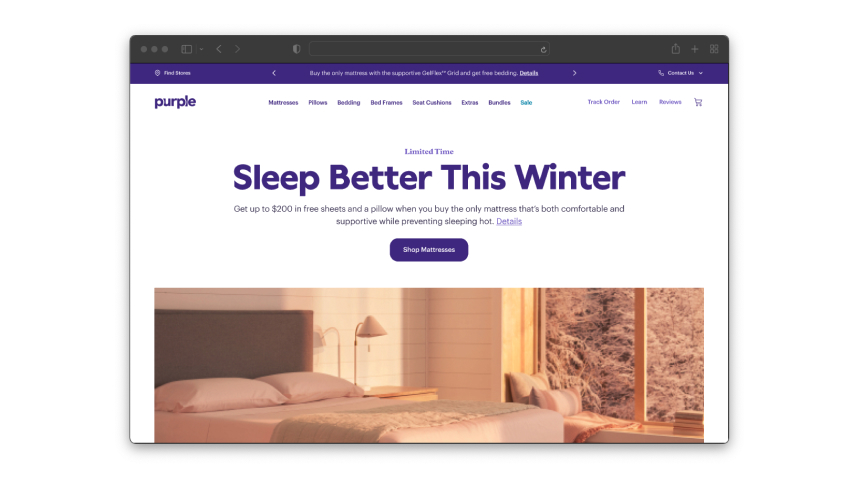 Find Stores
Buy the only mattress with the supportive GelFlex™ Grid and get free bedding. Details
Contact Us
purple
Mattresses Pillows Bedding Bed Frames Seat Cushions Extras Bundles Sale
Track Order Learn Reviews
Limited Time
Sleep Better This Winter
Get up to $200 in free sheets and a pillow when you buy the only mattress that's both comfortable and
supportive while preventing sleeping hot. Details
Shop Mattresses